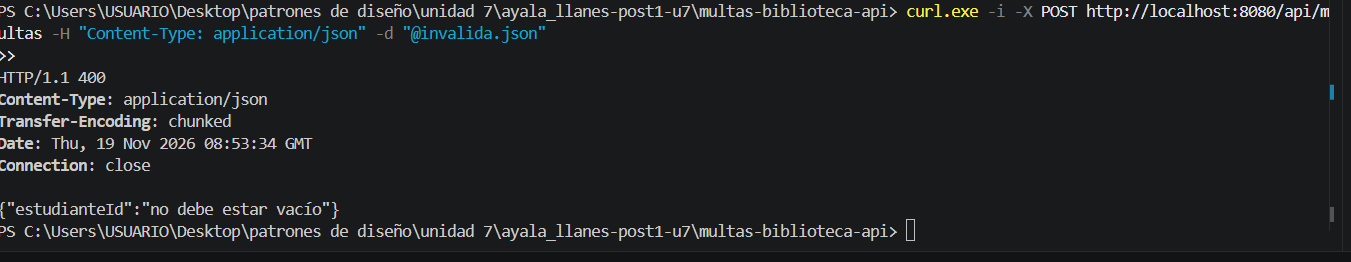 PS C:\Users\USUARIO\Desktop\patrones de diseño\unidad 7\ayala_llanes-post1-u7\multas-biblioteca-api> curl.exe -i -X POST http://localhost:8080/api/m
ultas -H "Content-Type: application/json" -d "@invalida.json"
>>
HTTP/1.1 400
Content-Type: application/json
Transfer-Encoding: chunked
Date: Thu, 19 Nov 2026 08:53:34 GMT
Connection: close
{"estudianteId":"no debe estar vacío"}
PS C:\Users\USUARIO\Desktop\patrones de diseño\unidad 7\ayala_llanes-post1-u7\multas-biblioteca-api>